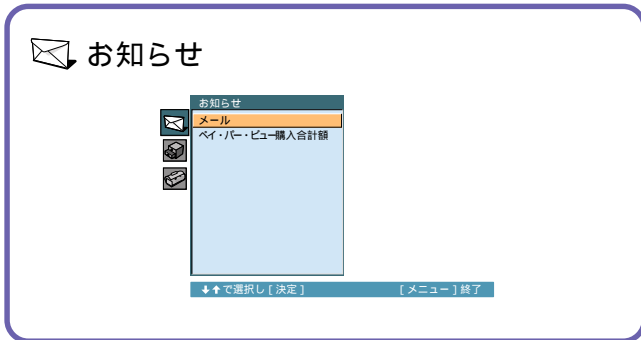 お知らせ
お知らせ
メール
ペイ・パー・ビュー購入合計額
↓↑で選択し［決定］ ［メニュー］終了